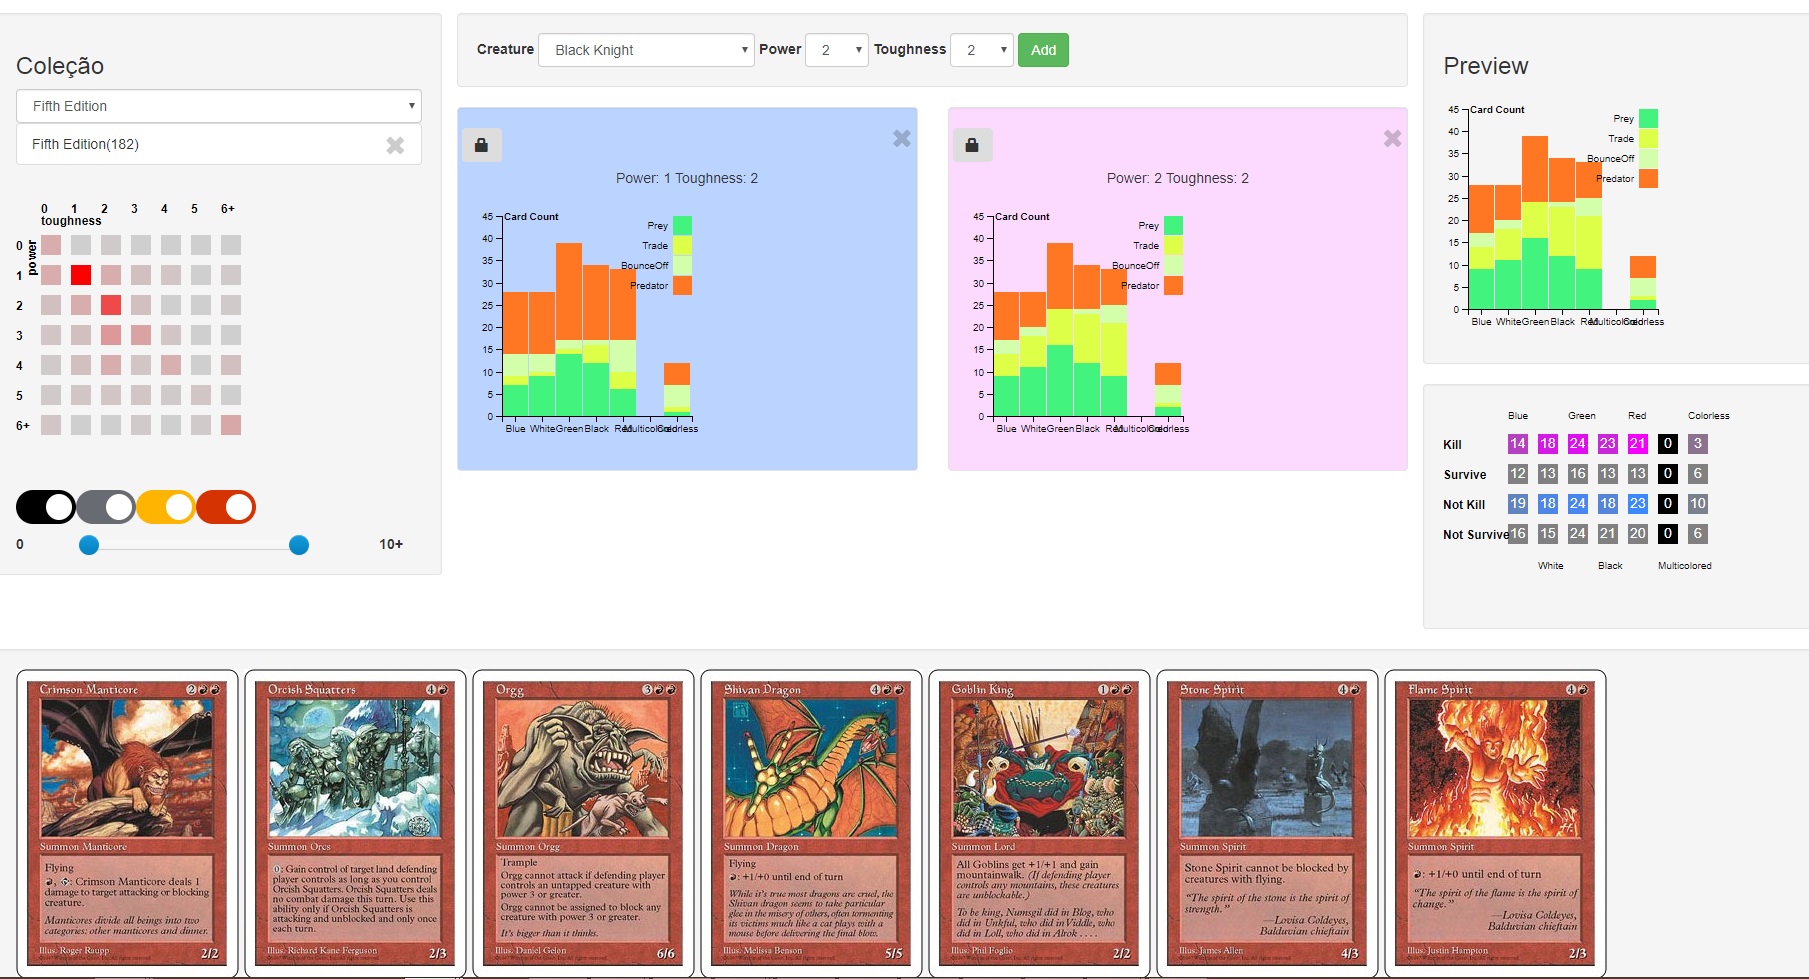 Coleção
Fifth Edition
Fifth Edition(182)
0 1 2 3 4 5 6+
toughness
power
0
1
2
3
4
5
6+
0 10+
Creature Black Knight Power 2 Toughness 2 Add
Power: 1 Toughness: 2
Card Count
45
40
35
30
25
20
15
10
5
0
Prey
Trade
BounceOff
Predator
Blue White Green Black Red Multicolored Colorless
Power: 2 Toughness: 2
Card Count
45
40
35
30
25
20
15
10
5
0
Prey
Trade
BounceOff
Predator
Blue White Green Black Red Multicolored Colorless
Preview
Card Count
45
40
35
30
25
20
15
10
5
0
Prey
Trade
BounceOff
Predator
Blue White Green Black Red Multicolored Colorless
Blue Green Red Colorless
Kill 14 18 24 23 21 0 3
Survive 12 13 16 13 13 0 6
Not Kill 19 18 24 18 23 0 10
Not Survive 16 15 24 21 20 0 6
White Black Multicolored
Crimson Manticore 2
Summon Manticore
Flying
: Crimson Manticore deals 1
damage to target attacking or blocking
creature.
Manticores divide all beings into two
categories: other manticores and dinner.
Illus. Roger Raupp
2/2
Orcish Squatters 4
Summon Orcs
0: Gain control of target land defending
player controls as long as you control
Orcish Squatters. Orcish Squatters deals
no combat damage this turn. Use this
ability only if Orcish Squatters is
attacking and unblocked and only once
each turn.
Illus. Richard Kane Ferguson
2/3
Orgg 3
Summon Orgg
Trample
Orgg cannot attack if defending player
controls an untapped creature with
power 3 or greater.
Orgg cannot be assigned to block any
creature with power 3 or greater.
It's bigger than it thinks.
Illus. Daniel Gelon
6/6
Shivan Dragon 4
Summon Dragon
Flying
: +1/+0 until end of turn
While it's true most dragons are cruel, the
Shivan dragon seems to take particular
glee in the misery of others, often tormenting
its victims much like a cat plays with a
mouse before delivering the final blow.
Illus. Melissa Benson
5/5
Goblin King 1
Summon Lord
All Goblins get +1/+1 and gain
mountainwalk. (If defending player
controls any mountains, these creatures
are unblockable.)
To be king, Numsgil did in Blog, who
did in Unkful, who did in Viddle, who
did in Loll, who did in Alrok . . . .
Illus. Phil Foglio
2/2
Stone Spirit 4
Summon Spirit
Stone Spirit cannot be blocked by
creatures with flying.
"The spirit of the stone is the spirit of
strength."
—Lovisa Coldeyes,
Balduvian chieftain
Illus. James Allen
4/3
Flame Spirit 4
Summon Spirit
: +1/+0 until end of turn
"The spirit of the flame is the spirit of
change."
—Lovisa Coldeyes,
Balduvian chieftain
Illus. Justin Hampton
2/3